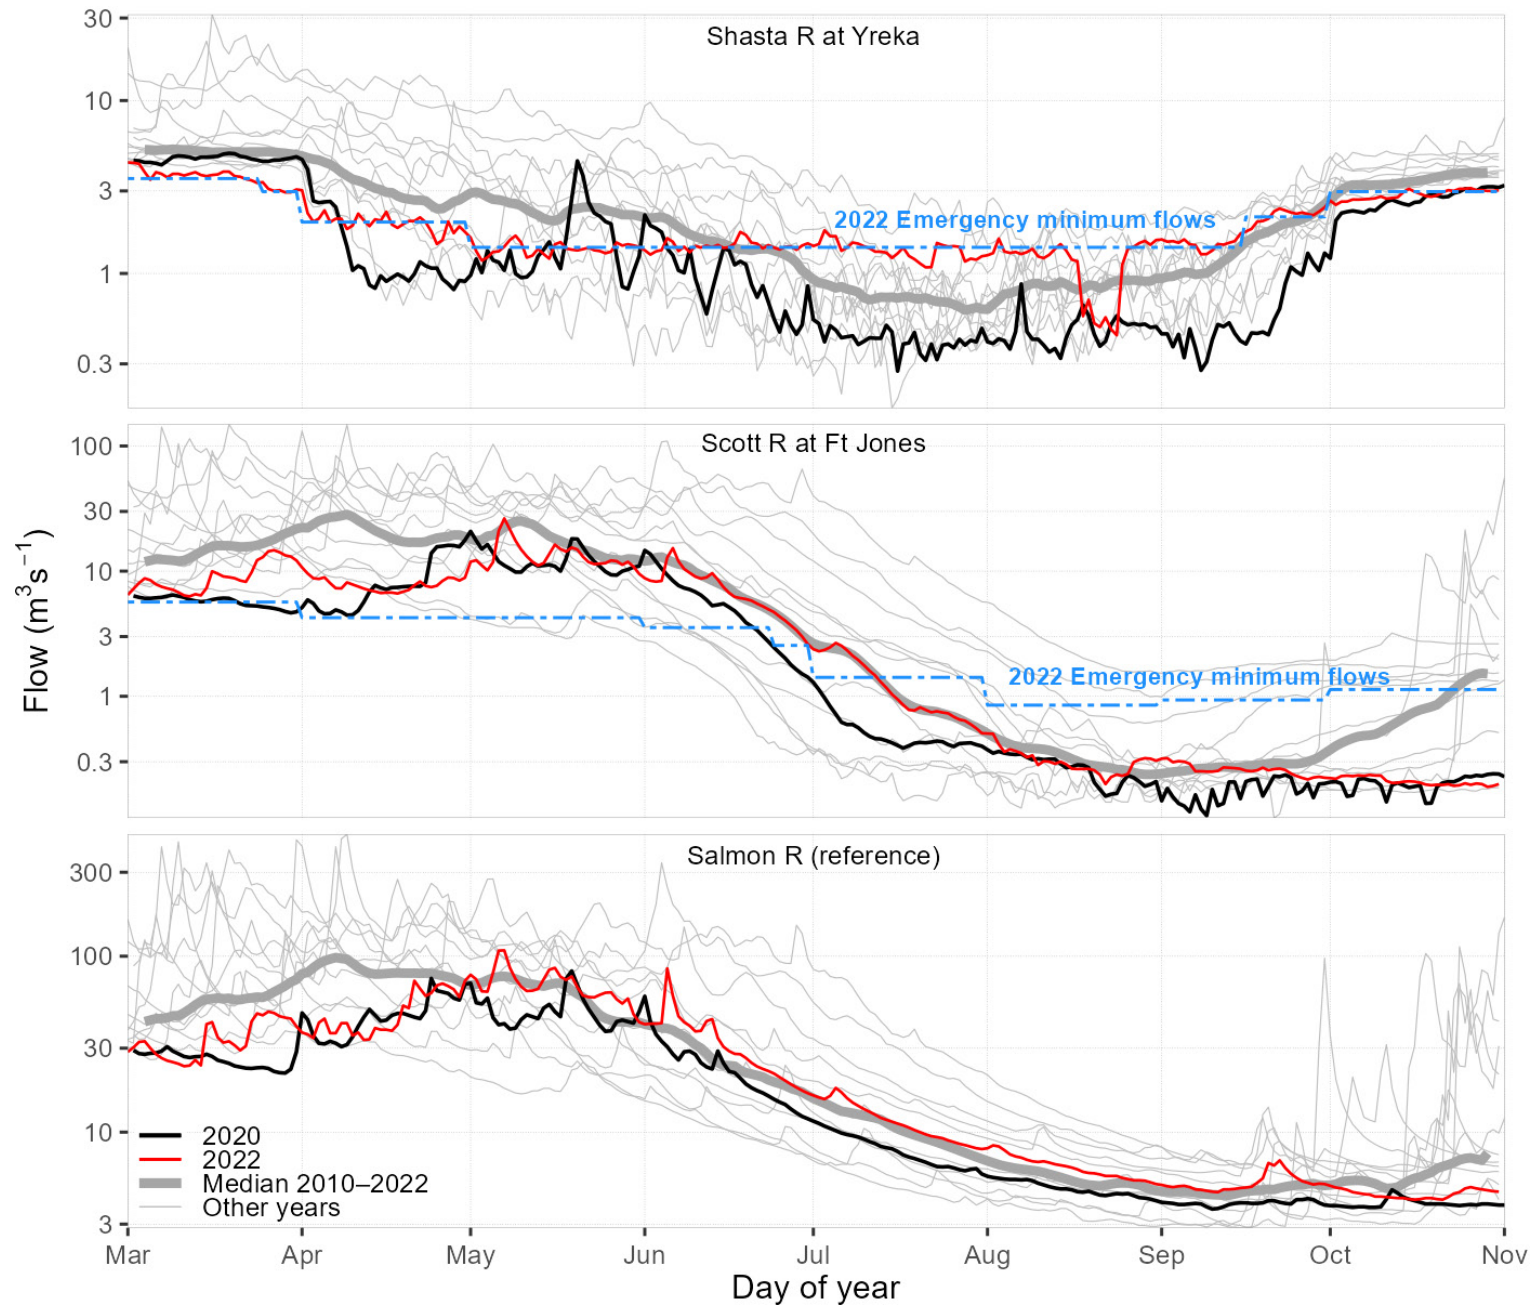 Shasta R at Yreka
30
10
3
1
0.3
2022 Emergency minimum flows
Scott R at Ft Jones
100
30
10
3
1
0.3
2022 Emergency minimum flows
Flow (m³s⁻¹)
Salmon R (reference)
300
100
30
10
3
2020
2022
Median 2010–2022
Other years
Mar Apr May Jun Jul Aug Sep Oct Nov
Day of year